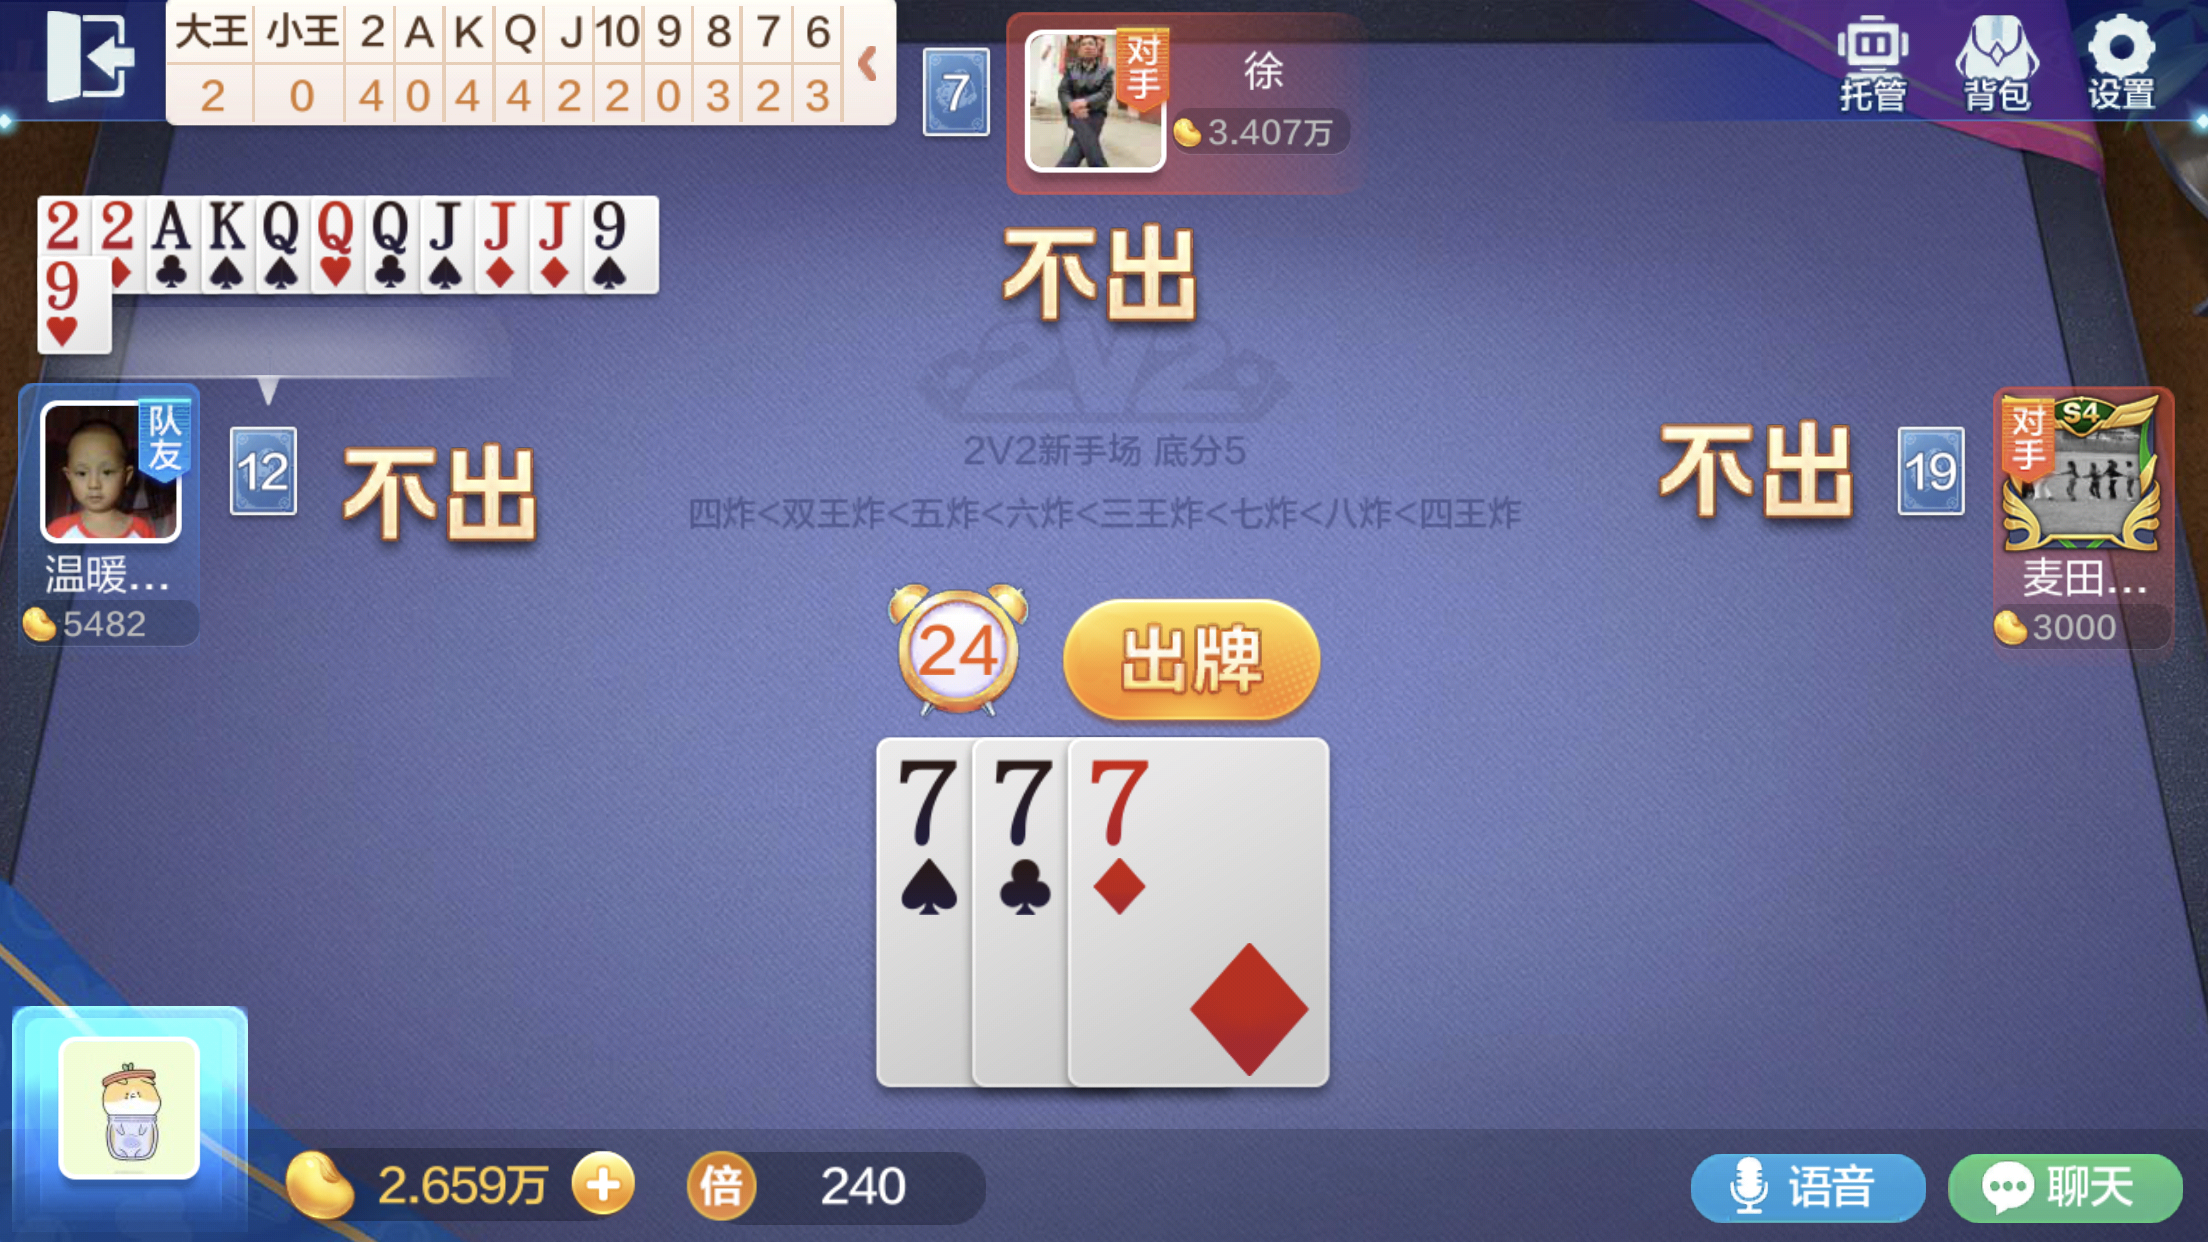 大王 小王 2 A K Q J 10 9 8 7 6
2 0 4 0 4 4 2 2 0 3 2 3
7
对手
徐
3.407万
托管
背包
设置
2 2 A K Q Q Q J J J 9
9
不出
2V2
2V2新手场 底分5
四炸<双王炸<五炸<六炸<三王炸<七炸<八炸<四王炸
队友
12
不出
温暖...
5482
不出
19
对手
S4
麦田...
3000
24
出牌
7 7 7
2.659万
倍 240
语音
聊天